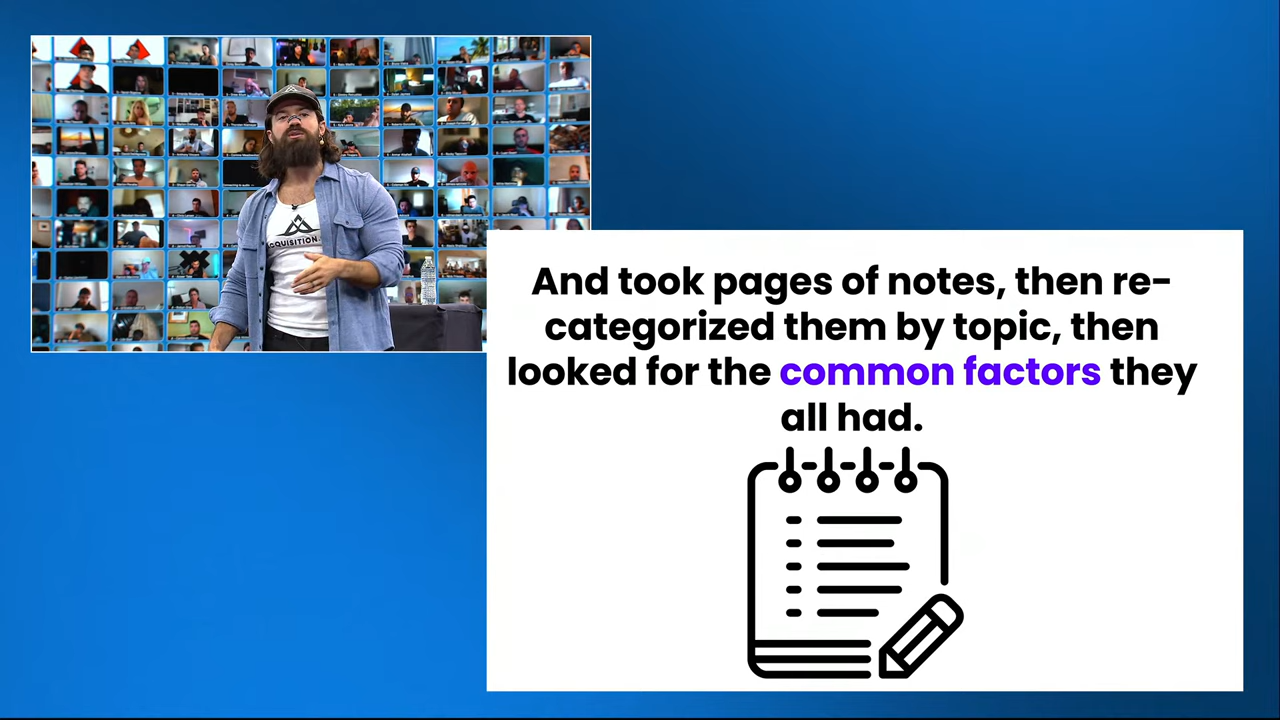 ACQUISITION
And took pages of notes, then re-
categorized them by topic, then
looked for the common factors they
all had.